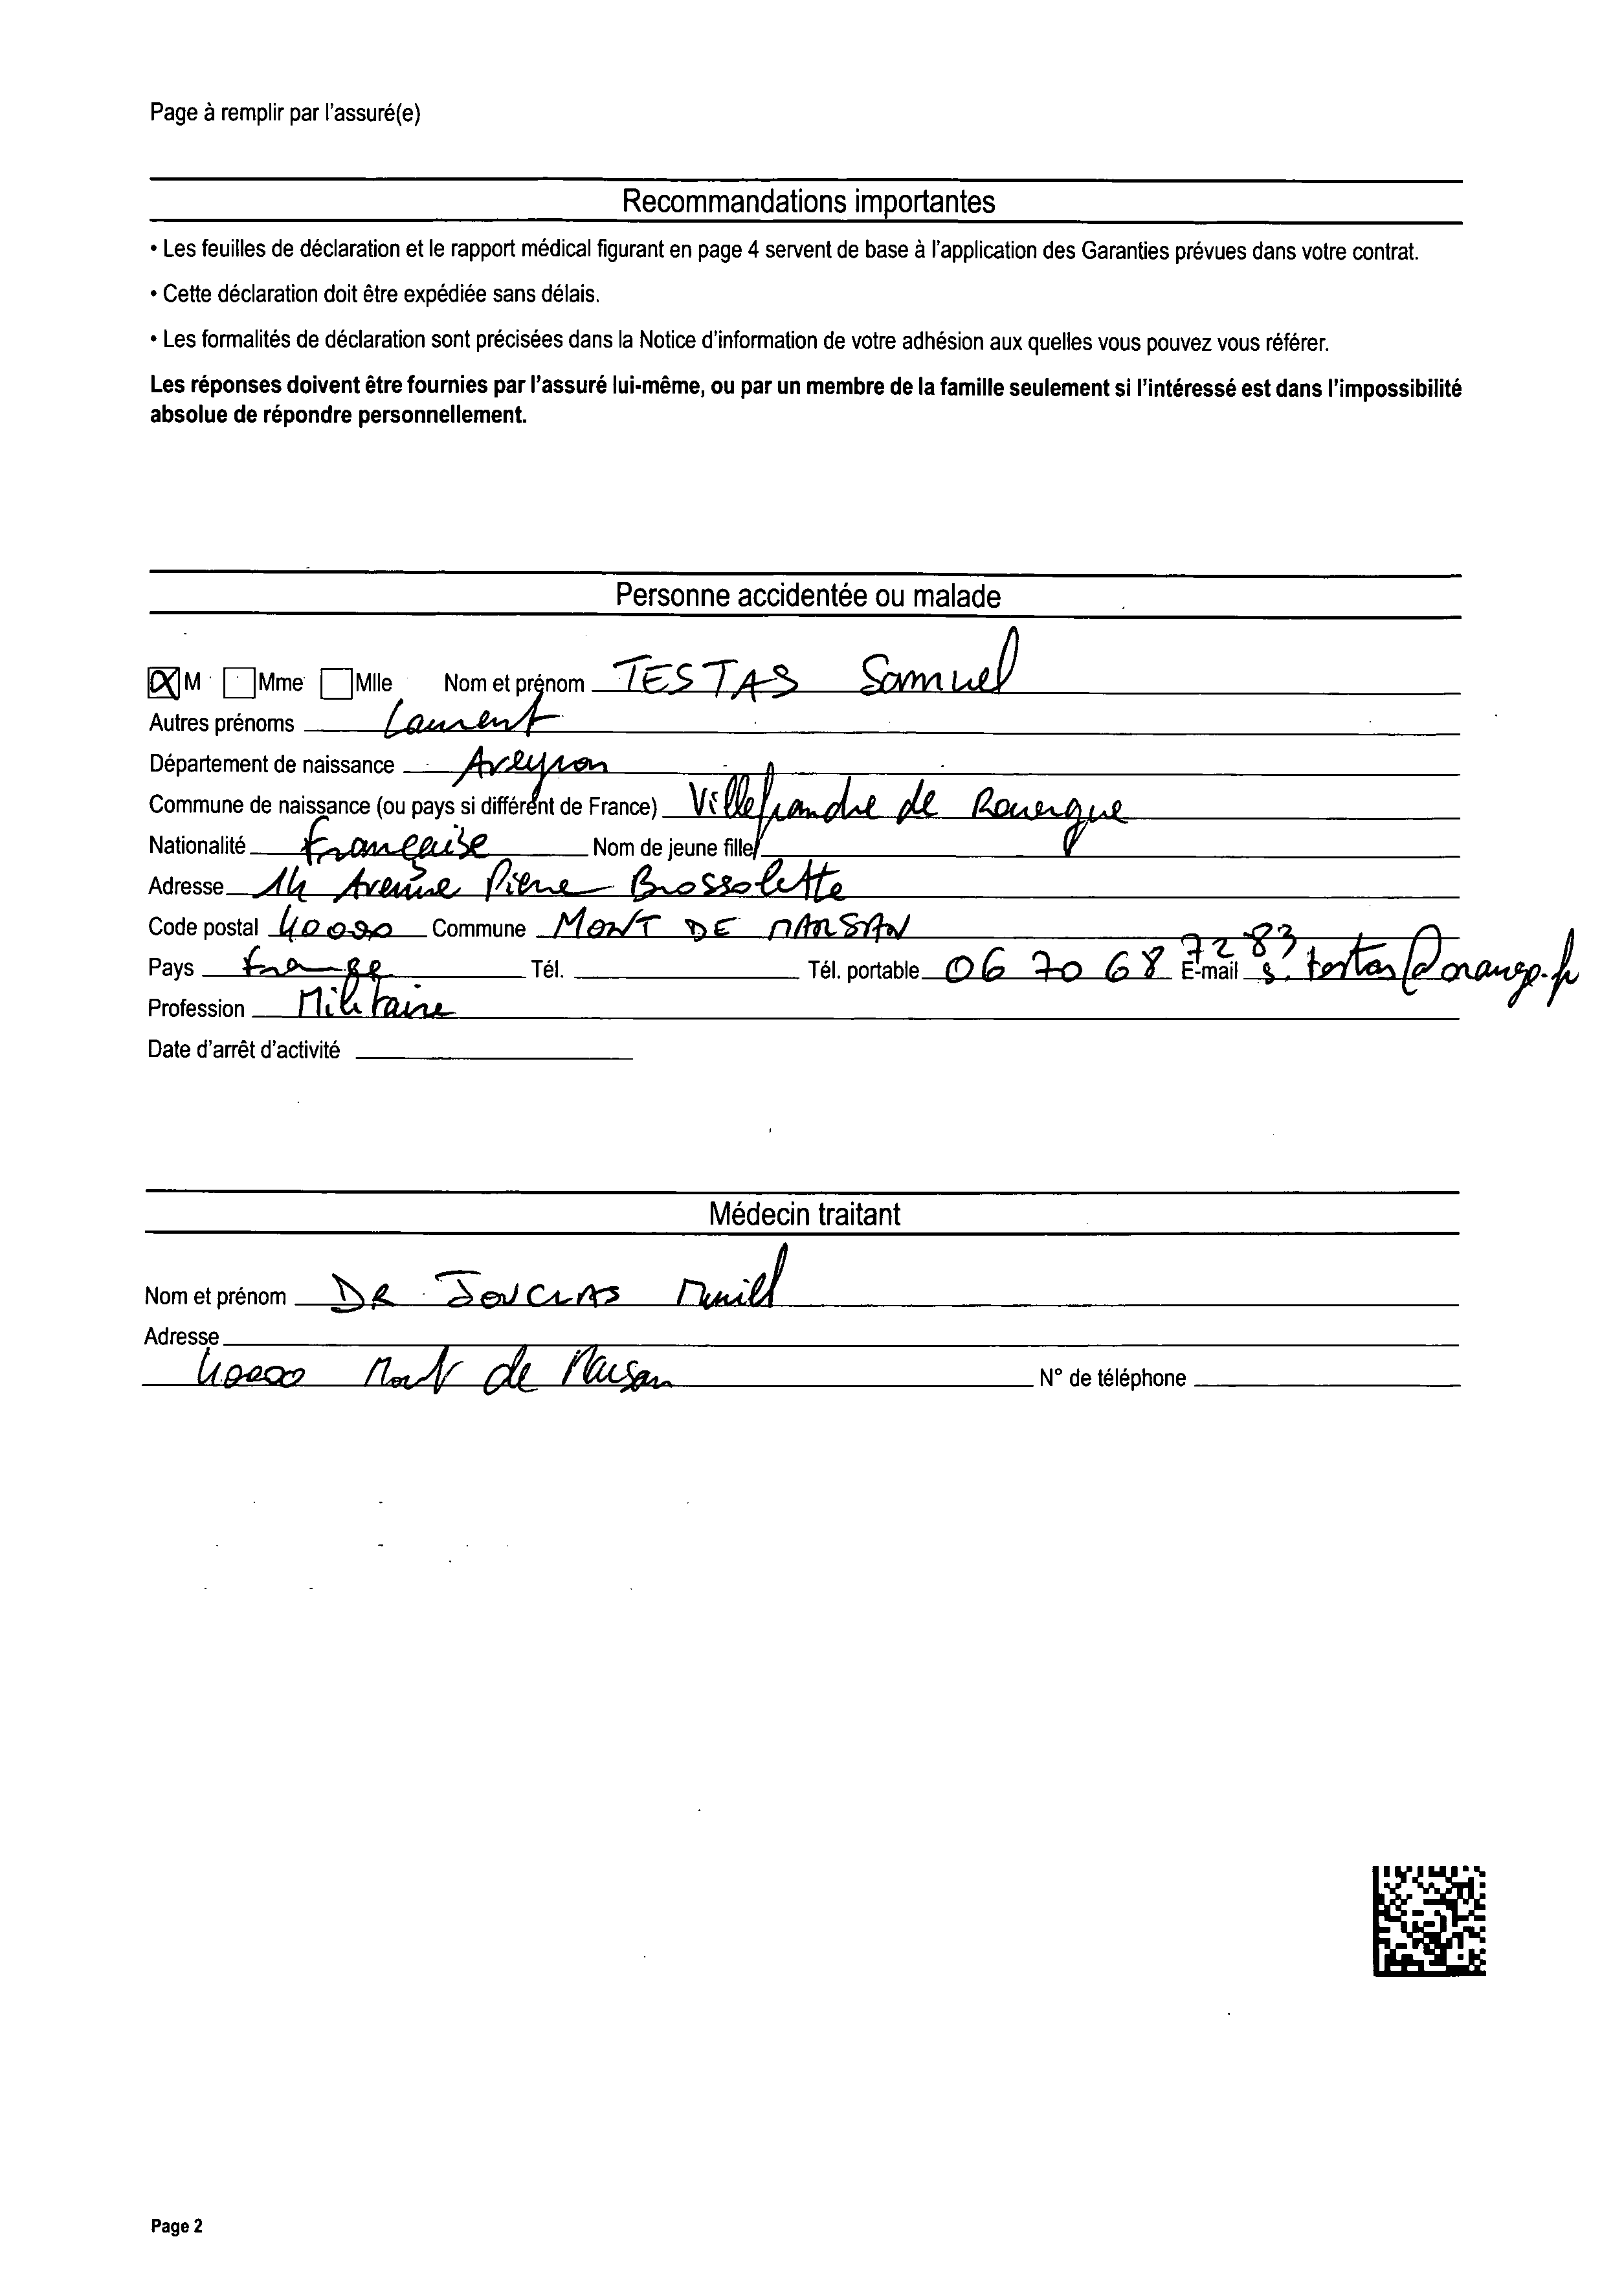 Page à remplir par l'assuré(e)
Recommandations importantes
• Les feuilles de déclaration et le rapport médical figurant en page 4 servent de base à l'application des Garanties prévues dans votre contrat.
• Cette déclaration doit être expédiée sans délais.
• Les formalités de déclaration sont précisées dans la Notice d'information de votre adhésion aux quelles vous pouvez vous référer.
Les réponses doivent être fournies par l'assuré lui-même, ou par un membre de la famille seulement si l'intéressé est dans l'impossibilité
absolue de répondre personnellement.
Personne accidentée ou malade
M Mme Mlle Nom et prénom TESTAS Samuel
Autres prénoms Laurent
Département de naissance Aveyron
Commune de naissance (ou pays si différent de France) Villefranche de Rouergue
Nationalité Française Nom de jeune fille
Adresse 14 Avenue Pierre Brossolette
Code postal 40000 Commune MONT DE MARSAN
Pays France Tél. Tél. portable 06 70 68 72 83 E-mail s.testas@orange.fr
Profession Militaire
Date d'arrêt d'activité
Médecin traitant
Nom et prénom DR JOUCLAS
Adresse
40000 Mont de Marsan N° de téléphone
Page 2